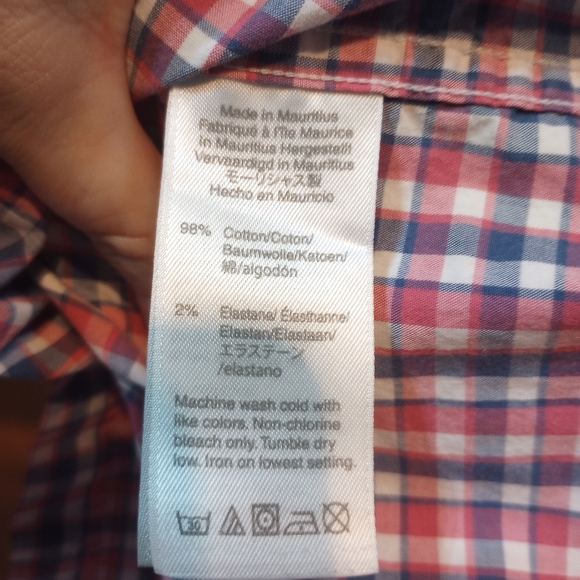 Made in Mauritius
Fabriqué à l'Île Maurice
in Mauritius Hergestellt
Vervaardigd in Mauritius
モーリシャス製
Hecho en Mauricio
98% Cotton/Coton/
Baumwolle/Katoen/
綿/algodón
2% Elastane/ Élasthanne/
Elastan/Elastaan/
エラステーン
/elastano
Machine wash cold with
like colors. Non-chlorine
bleach only. Tumble dry
low. Iron on lowest setting.
30